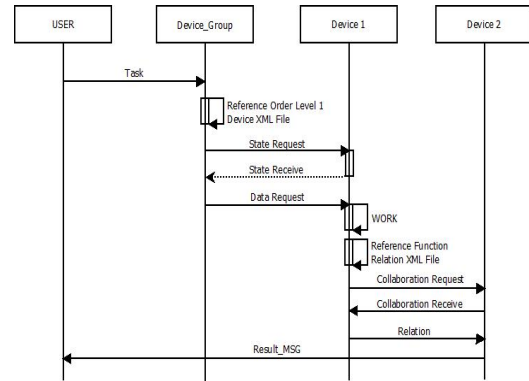 USER
Device_Group
Device 1
Device 2
Task
Reference Order Level 1
Device XML File
State Request
State Receive
Data Request
WORK
Reference Function
Relation XML File
Collaboration Request
Collaboration Receive
Relation
Result_MSG